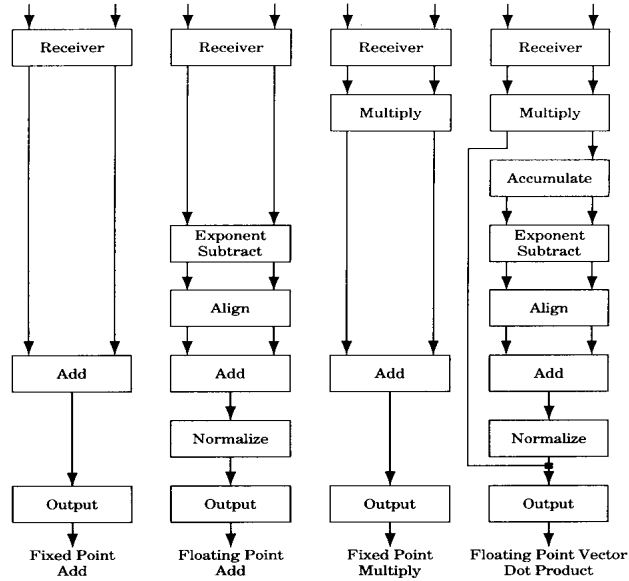 Receiver
Add
Output
Fixed Point
Add
Receiver
Exponent
Subtract
Align
Add
Normalize
Output
Floating Point
Add
Receiver
Multiply
Add
Output
Fixed Point
Multiply
Receiver
Multiply
Accumulate
Exponent
Subtract
Align
Add
Normalize
Output
Floating Point Vector
Dot Product